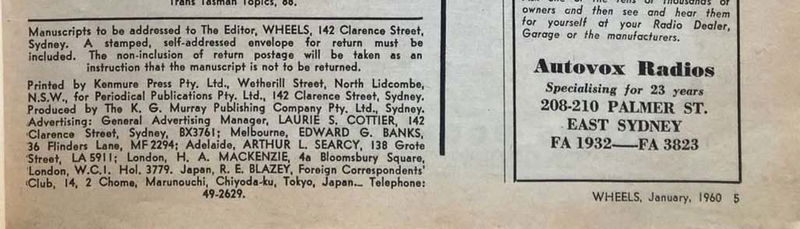 Trans Tasman Topics, 88.
Manuscripts to be addressed to The Editor, WHEELS, 142 Clarence Street,
Sydney. A stamped, self-addressed envelope for return must be
included. The non-inclusion of return postage will be taken as an
instruction that the manuscript is not to be returned.
Printed by Kenmure Press Pty. Ltd., Wetherill Street, North Lidcombe,
N.S.W., for Periodical Publications Pty. Ltd., 142 Clarence Street, Sydney.
Produced by The K. G. Murray Publishing Company Pty. Ltd., Sydney.
Advertising: General Advertising Manager, LAURIE S. COTTIER, 142
Clarence Street, Sydney, BX3761; Melbourne, EDWARD G. BANKS,
36 Flinders Lane, MF 2294; Adelaide, ARTHUR L. SEARCY, 138 Grote
Street, LA 5911; London, H. A. MACKENZIE, 4a Bloomsbury Square,
London, W.C.1. Hol. 3779. Japan, R. E. BLAZEY, Foreign Correspondents'
Club, 14, 2 Chome, Marunouchi, Chiyoda-ku, Tokyo, Japan. Telephone:
49-2629.
owners and then see and hear them
for yourself at your Radio Dealer,
Garage or the manufacturers.
Autovox Radios
Specialising for 23 years
208-210 PALMER ST.
EAST SYDNEY
FA 1932—FA 3823
WHEELS, January, 1960 5